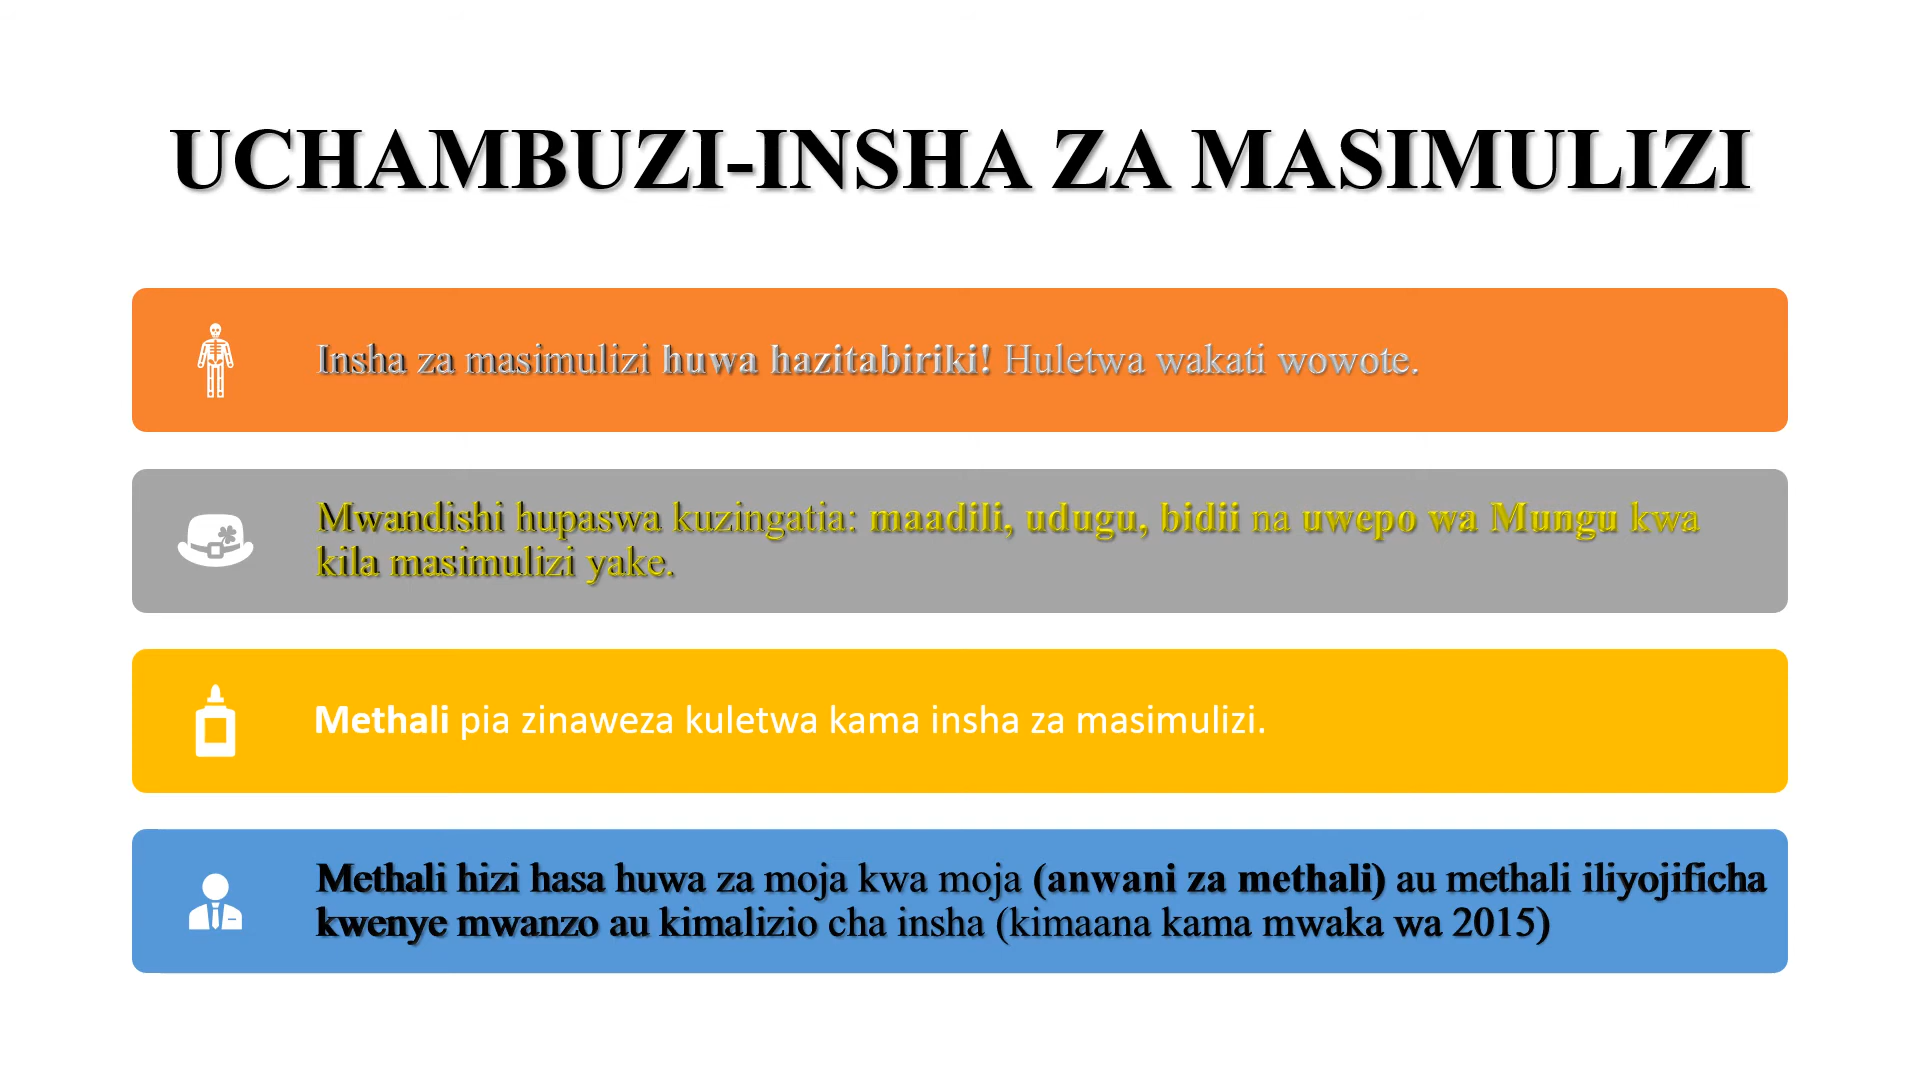 UCHAMBUZI-INSHA ZA MASIMULIZI
Insha za masimulizi huwa hazitabiriki! Huletwa wakati wowote.
Mwandishi hupaswa kuzingatia: maadili, udugu, bidii na uwepo wa Mungu kwa
kila masimulizi yake.
Methali pia zinaweza kuletwa kama insha za masimulizi.
Methali hizi hasa huwa za moja kwa moja (anwani za methali) au methali iliyojificha
kwenye mwanzo au kimalizio cha insha (kimaana kama mwaka wa 2015)